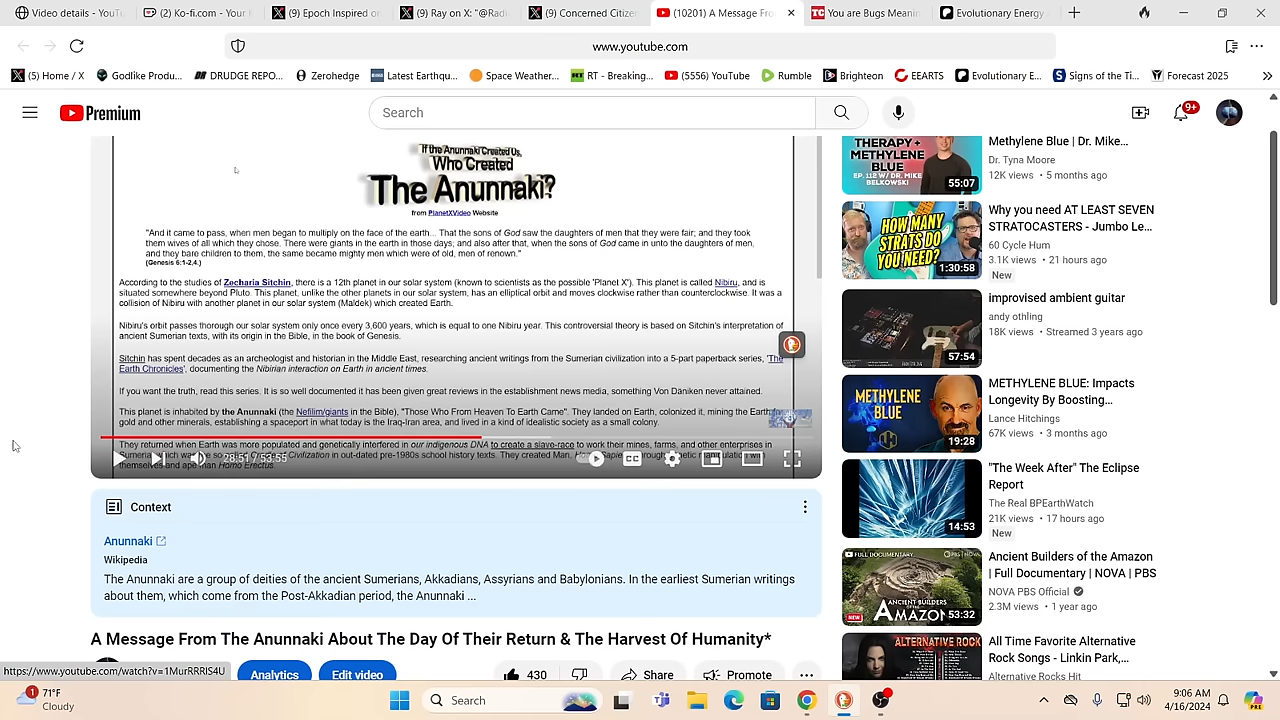 Video details - YouTu
(2) Ko-fi.com - Your
(9) Epoch Inspired o
(9) Ray on X: "@Radi
(9) Concerned Citize
(10201) A Message Fro
You are Bugs Meanin
Evolutionary Energy
www.youtube.com
(5) Home / X
Godlike Produ...
DRUDGE REPO...
Zerohedge
Latest Earthqu...
Space Weather...
RT - Breaking...
(5556) YouTube
Rumble
Brighteon
EEARTS
Evolutionary E...
Signs of the Ti...
Forecast 2025
Premium
Search
9+
If the Anunnaki Created Us,
Who Created
The Anunnaki?
from PlanetXVideo Website
"And it came to pass, when men began to multiply on the face of the earth... That the sons of God saw the daughters of men that they were fair; and they took
them wives of all which they chose. There were giants in the earth in those days; and also after that, when the sons of God came in unto the daughters of men,
and they bare children to them, the same became mighty men which were of old, men of renown."
(Genesis 6:1-2,4.)
According to the studies of Zecharia Sitchin, there is a 12th planet in our solar system (known to scientists as the possible 'Planet X'). This planet is called Nibiru, and is
situated somewhere beyond Pluto. This planet, unlike the other planets in our solar system, has an elliptical orbit and moves clockwise rather than counterclockwise. It was a
collision of Nibiru with another planet in our solar system (Maldek) which created Earth.
Nibiru's orbit passes thorough our solar system only once every 3,600 years, which is equal to one Nibiru year. This controversial theory is based on Sitchin's interpretation of
ancient Sumerian texts, with its origin in the Bible, in the book of Genesis.
Sitchin has spent decades as an archeologist and historian in the Middle East, researching ancient writings from the Sumerian civilization into a 5-part paperback series, 'The
Earth Chronicles', documenting the Nibirian interaction on Earth in ancient times.
If you want the truth, read this series. It is so well documented it has been given great reviews in the establishment news media, something Von Daniken never attained.
This planet is inhabited by the Anunnaki (the Nefilim/giants in the Bible), "Those Who From Heaven To Earth Came". They landed on Earth, colonized it, mining the Earth for
gold and other minerals, establishing a spaceport in what today is the Iraq-Iran area, and lived in a kind of idealistic society as a small colony.
They returned when Earth was more populated and genetically interfered in our indigenous DNA to create a slave-race to work their mines, farms, and other enterprises in
Civilization in out-dated pre-1980s school history texts. They created Man,
themselves and ape man Homo Erectus.
28:51 / 53:55
CC
Context
Anunnaki
Wikipedia
The Anunnaki are a group of deities of the ancient Sumerians, Akkadians, Assyrians and Babylonians. In the earliest Sumerian writings
about them, which come from the Post-Akkadian period, the Anunnaki ...
A Message From The Anunnaki About The Day Of Their Return & The Harvest Of Humanity*
Analytics
Edit video
430
Share
Promote
THERAPY +
METHYLENE
BLUE
EP. 112 W/ DR. MIKE
BELKOWSKI
55:07
Methylene Blue | Dr. Mike...
Dr. Tyna Moore
12K views • 5 months ago
HOW MANY
STRATS DO
YOU NEED?
1:30:58
Why you need AT LEAST SEVEN
STRATOCASTERS - Jumbo Le...
60 Cycle Hum
3.1K views • 21 hours ago
New
57:54
improvised ambient guitar
andy othling
18K views • Streamed 3 years ago
METHYLENE
BLUE
19:28
METHYLENE BLUE: Impacts
Longevity By Boosting...
Lance Hitchings
67K views • 3 months ago
14:53
"The Week After" The Eclipse
Report
The Real BPEarthWatch
21K views • 17 hours ago
New
FULL DOCUMENTARY
PBS NOVA
NEW
ANCIENT BUILDERS
OF THE
AMAZON
53:32
Ancient Builders of the Amazon
| Full Documentary | NOVA | PBS
NOVA PBS Official
2.3M views • 1 year ago
ALTERNATIVE ROCK
All Time Favorite Alternative
Rock Songs - Linkin Park,...
Alternative Rocks Hit
1
71°F
Cloudy
Search
9:06 AM
4/16/2024